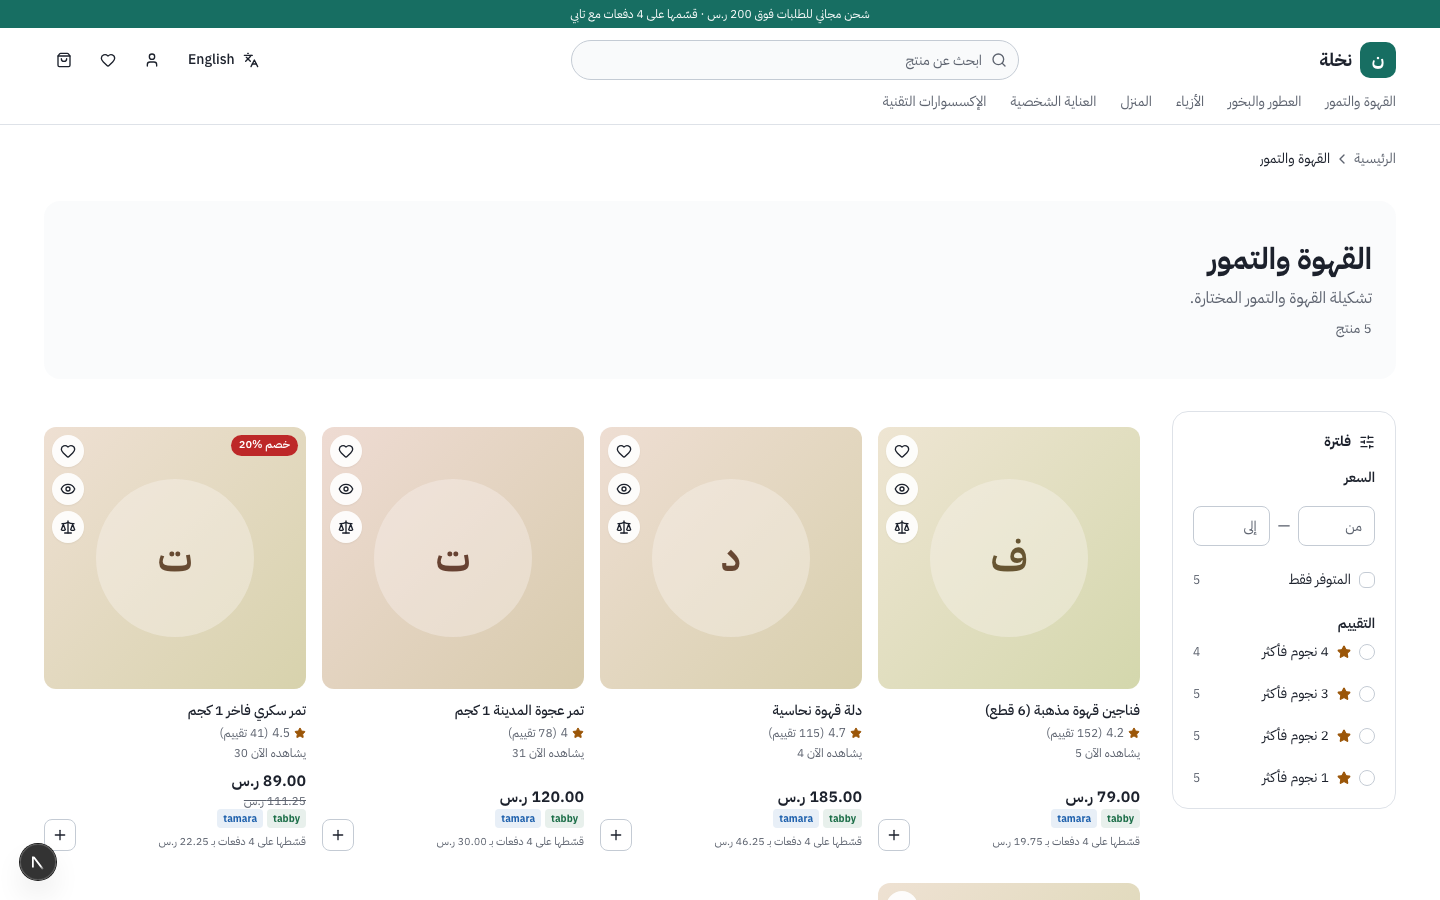 شحن مجاني للطلبات فوق 200 ر.س · قسّمها على 4 دفعات مع تابي
ن نخلة
ابحث عن منتج
English
القهوة والتمور
العطور والبخور
الأزياء
المنزل
العناية الشخصية
الإكسسوارات التقنية
الرئيسية
القهوة والتمور
القهوة والتمور
تشكيلة القهوة والتمور المختارة.
5 منتج
فلترة
السعر
من — إلى
المتوفر فقط 5
التقييم
4 نجوم فأكثر 4
3 نجوم فأكثر 5
2 نجوم فأكثر 5
1 نجوم فأكثر 5
ف
فناجين قهوة مذهبة (6 قطع)
4.2 (152 تقييم)
يشاهده الآن 5
79.00 ر.س
tabby tamara
قسّطها على 4 دفعات بـ 19.75 ر.س
د
دلة قهوة نحاسية
4.7 (115 تقييم)
يشاهده الآن 4
185.00 ر.س
tabby tamara
قسّطها على 4 دفعات بـ 46.25 ر.س
ت
تمر عجوة المدينة 1 كجم
4 (78 تقييم)
يشاهده الآن 31
120.00 ر.س
tabby tamara
قسّطها على 4 دفعات بـ 30.00 ر.س
خصم 20%
ت
تمر سكري فاخر 1 كجم
4.5 (41 تقييم)
يشاهده الآن 30
89.00 ر.س
111.25 ر.س
tabby tamara
قسّطها على 4 دفعات بـ 22.25 ر.س